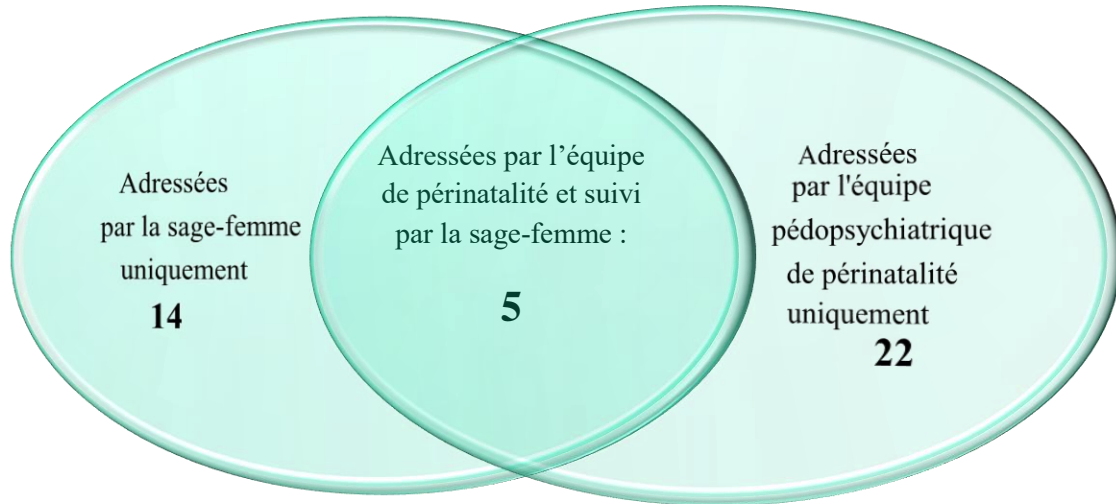 Adressées
par la sage-femme
uniquement
14
Adressées par l’équipe
de périnatalité et suivi
par la sage-femme :
5
Adressées
par l'équipe
pédopsychiatrique
de périnatalité
uniquement
22